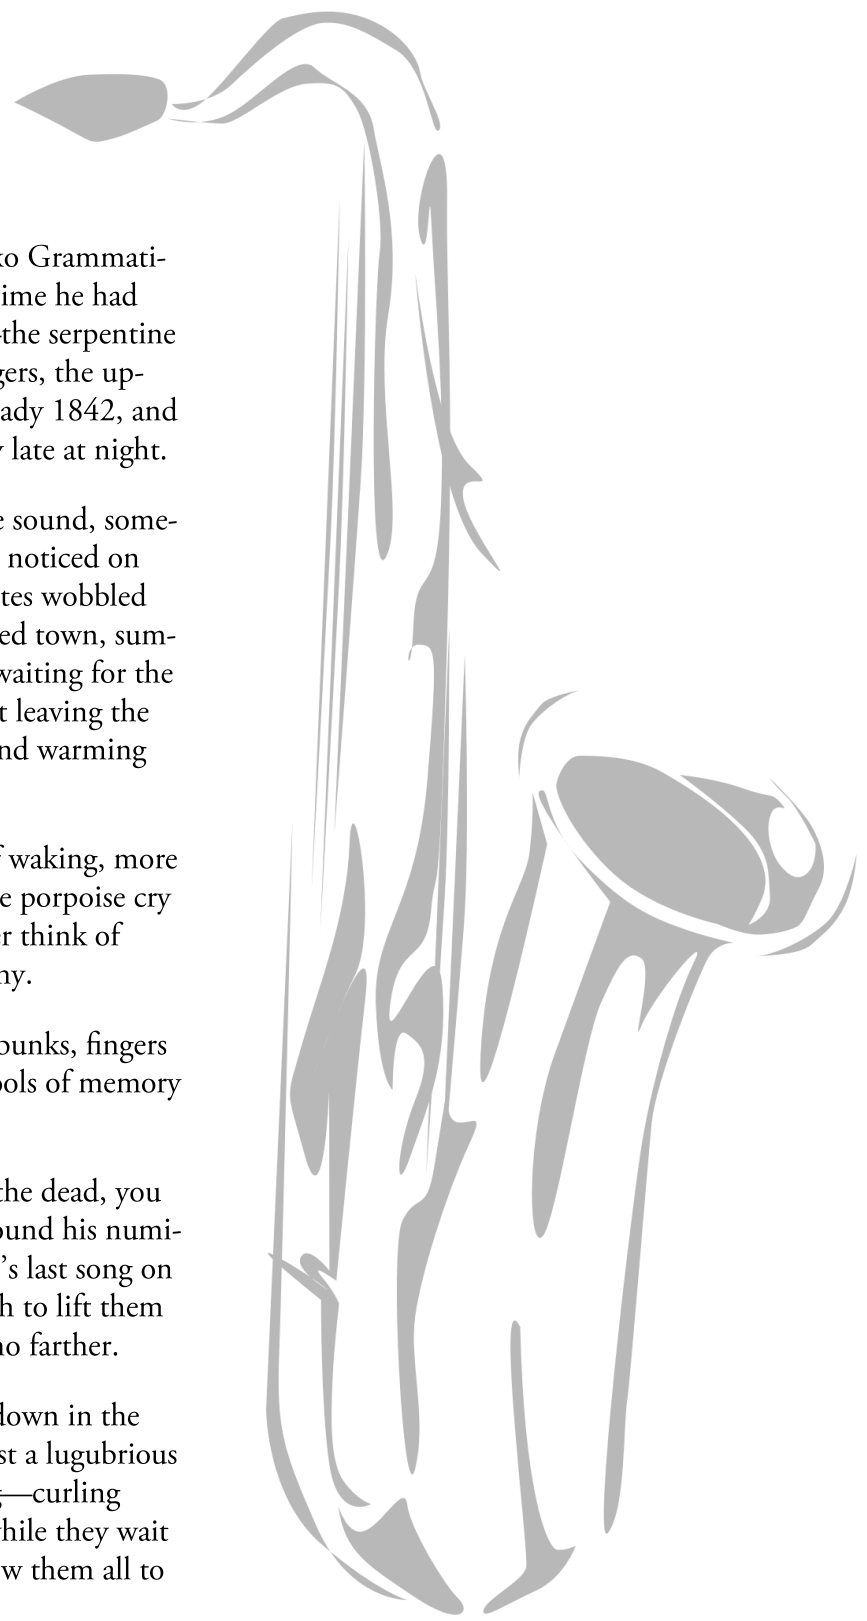 ko Grammati-
ime he had
the serpentine
gers, the up-
ady 1842, and
late at night.
sound, some-
noticed on
tes wobbled
ed town, sum-
waiting for the
t leaving the
nd warming
f waking, more
e porpoise cry
r think of
ny.
bunks, fingers
ools of memory
the dead, you
ound his numi-
's last song on
h to lift them
no farther.
down in the
st a lugubrious
—curling
while they wait
w them all to